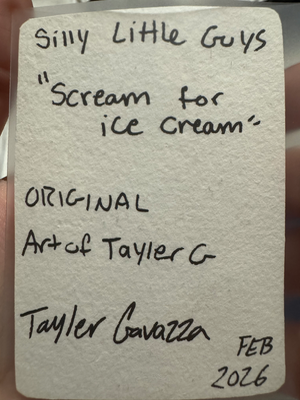 Silly Little Guys
"Scream for
ice cream"
ORIGINAL
Art of Tayler G
Tayler Gavazza
FEB
2026